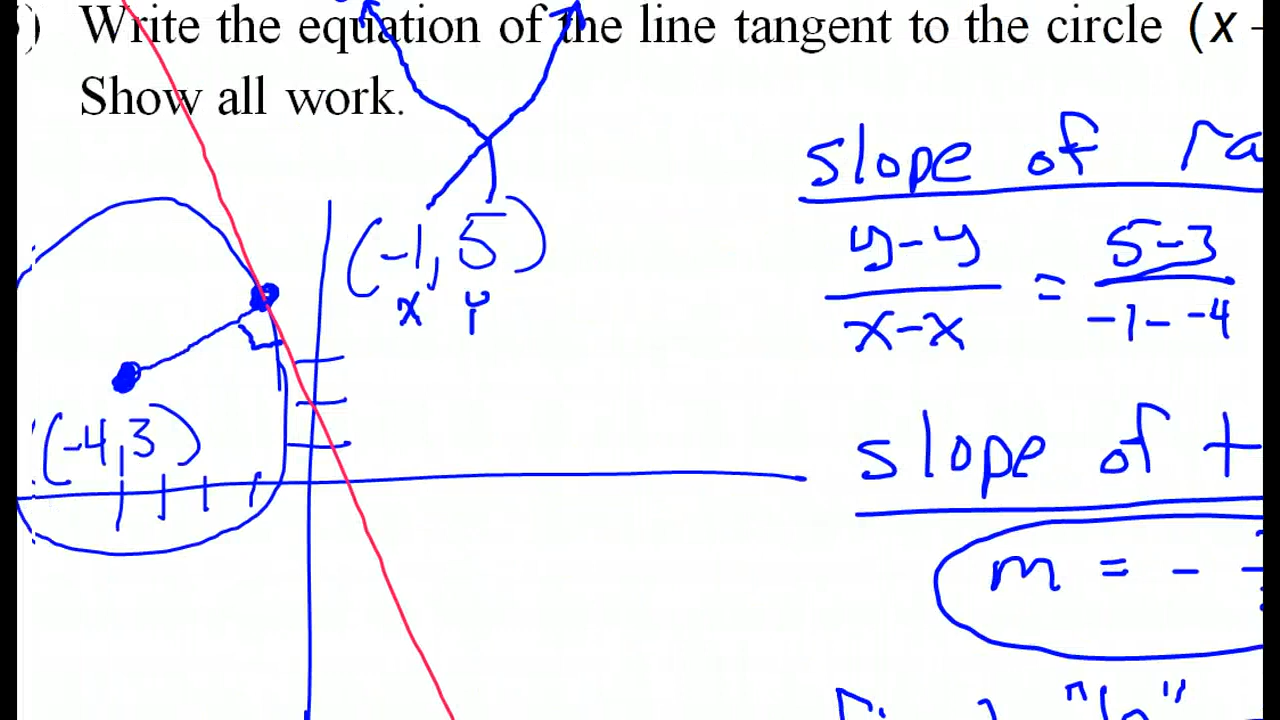 ) Write the equation of the line tangent to the circle (x -
Show all work.
(-1, 5)
x y
(-4, 3)
slope of ra
y-y / x-x = 5-3 / -1--4
slope of t
m = -
"b"